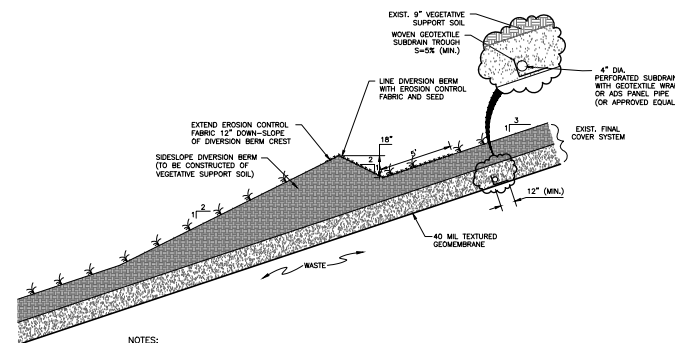 EXIST. 9" VEGETATIVE
SUPPORT SOIL
WOVEN GEOTEXTILE
SUBDRAIN TROUGH
S=5% (MIN.)
4" DIA.
PERFORATED SUBDRAIN
WITH GEOTEXTILE WRA
OR ADS PANEL PIPE
(OR APPROVED EQUAL
LINE DIVERSION BERM
WITH EROSION CONTROL
FABRIC AND SEED
EXTEND EROSION CONTROL
FABRIC 12" DOWN-SLOPE
OF DIVERSION BERM CREST
SIDESLOPE DIVERSION BERM
(TO BE CONSTRUCTED OF
VEGETATIVE SUPPORT SOIL)
18"
2
1
5'
3
1
EXIST. FINAL
COVER SYSTEM
2
1
12" (MIN.)
40 MIL TEXTURED
GEOMEMBRANE
WASTE
NOTES: